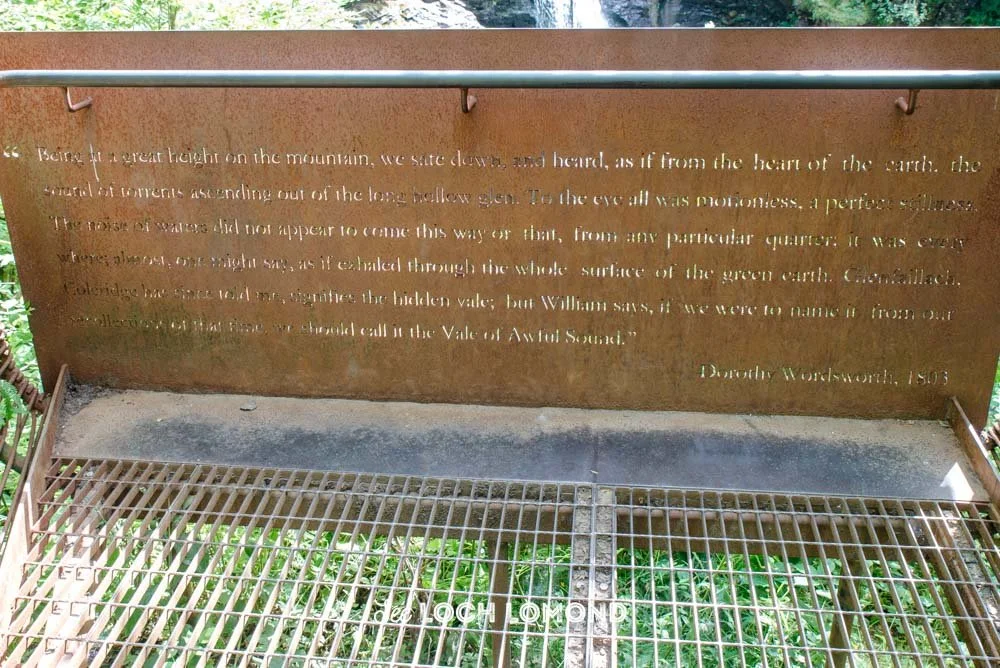 “ Being at a great height on the mountain, we sate down, and heard, as if from the heart of the earth, the
sound of torrents ascending out of the long hollow glen. To the eye all was motionless, a perfect stillness.
The noise of waters did not appear to come this way or that, from any particular quarter; it was every
where; almost, one might say, as if exhaled through the whole surface of the green earth. Glenfalllach,
Coleridge has since told me, signifies the hidden vale; but William says, if we were to name it from our
recollections of that time, we should call it the Vale of Awful Sound.”
Dorothy Wordsworth, 1803
LOCH LOMOND